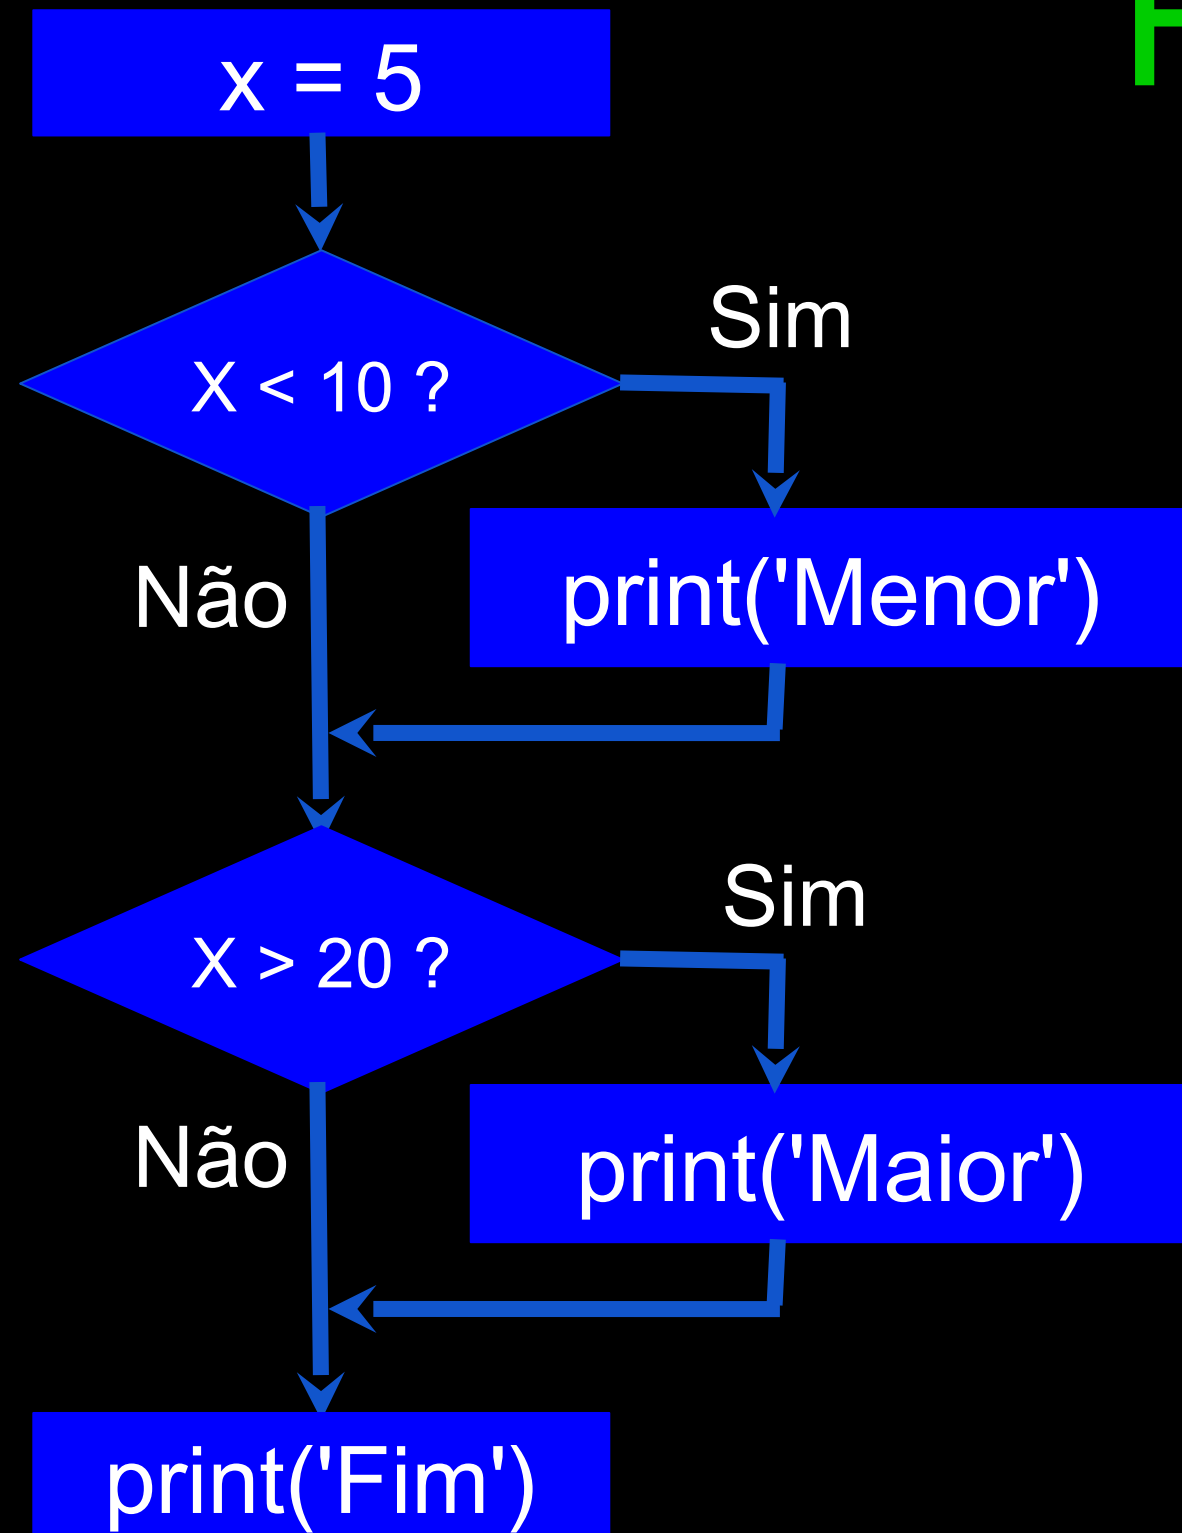 x = 5
X < 10 ?
Sim
Não
print('Menor')
X > 20 ?
Sim
Não
print('Maior')
print('Fim')